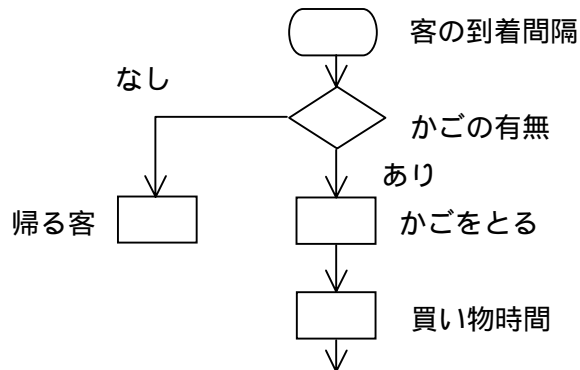 客の到着間隔
なし
かごの有無
あり
帰る客
かごをとる
買い物時間